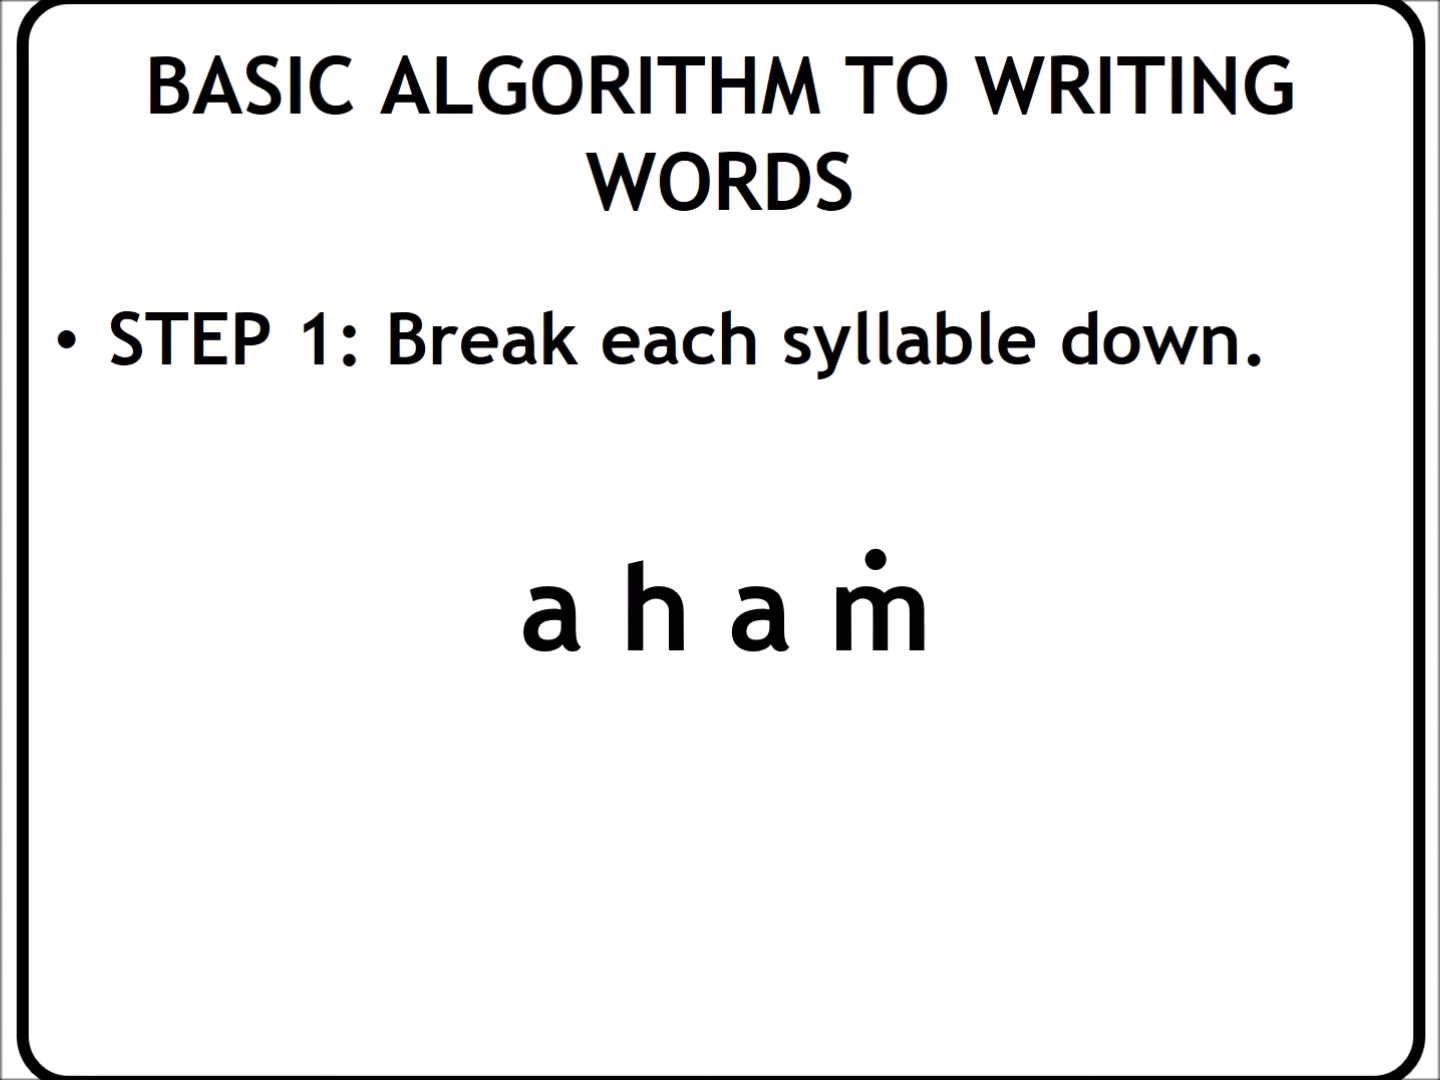 BASIC ALGORITHM TO WRITING
WORDS
• STEP 1: Break each syllable down.
a h a ṁ